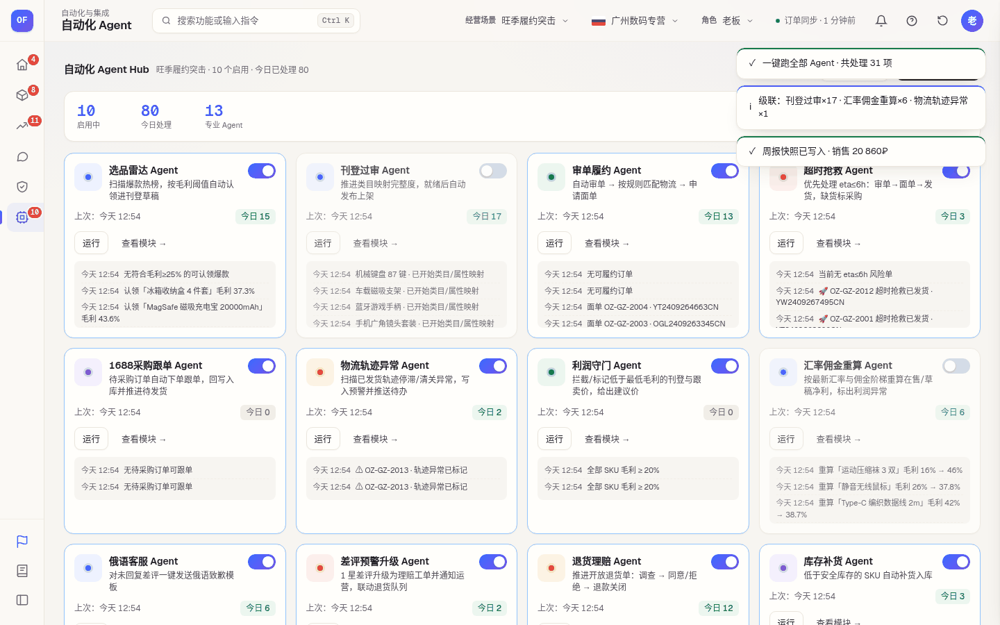 OF
自动化与集成
自动化 Agent
搜索功能或输入指令
Ctrl K
经营场景 旺季履约突击
广州数码专营
角色 老板
订单同步 · 1 分钟前
老
4
8
11
10
自动化 Agent Hub 旺季履约突击 · 10 个启用 · 今日已处理 80
✓ 一键跑全部 Agent · 共处理 31 项
i 级联：刊登过审×17 · 汇率佣金重算×6 · 物流轨迹异常
×1
✓ 周报快照已写入 · 销售 20 860₽
10
启用中
80
今日处理
13
专业 Agent
选品雷达 Agent
扫描爆款热榜，按毛利阈值自动认
领进刊登草稿
上次：今天 12:54
今日 15
运行
查看模块 →
今天 12:54 无符合毛利≥25% 的可认领爆款
今天 12:54 认领「冰箱收纳盒 4 件套」毛利 37.3%
今天 12:54 认领「MagSafe 磁吸充电宝 20000mAh」
毛利 43.6%
刊登过审 Agent
推进类目映射完整度，就绪后自动
发布上架
上次：今天 12:54
今日 17
运行
查看模块 →
今天 12:54 机械键盘 87 键 · 已开始类目/属性映射
今天 12:54 车载磁吸支架 · 已开始类目/属性映射
今天 12:54 蓝牙游戏手柄 · 已开始类目/属性映射
今天 12:54 手机广角镜头套装 · 已开始类目/属性映射
审单履约 Agent
自动审单 → 按规则匹配物流 → 申
请面单
上次：今天 12:54
今日 13
运行
查看模块 →
今天 12:54 无可履约订单
今天 12:54 无可履约订单
今天 12:54 面单 OZ-GZ-2004 · YT2409264663CN
今天 12:54 面单 OZ-GZ-2003 · OGL2409263345CN
超时抢救 Agent
优先处理 eta≤6h：审单→面单→发
货，缺货标采购
上次：今天 12:54
今日 3
运行
查看模块 →
今天 12:54 当前无 eta≤6h 风险单
今天 12:54 🚀 OZ-GZ-2012 超时抢救已发货 ·
YW2409267495CN
今天 12:54 🚀 OZ-GZ-2001 超时抢救已发货 ·
1688采购跟单 Agent
待采购订单自动下单跟单，回写入
库并推进待发货
上次：今天 12:54
今日 0
运行
查看模块 →
今天 12:54 无待采购订单可跟单
今天 12:54 无待采购订单可跟单
物流轨迹异常 Agent
扫描已发货轨迹停滞/清关异常，写
入预警并推送待办
上次：今天 12:54
今日 2
运行
查看模块 →
今天 12:54 ⚠ OZ-GZ-2013 · 轨迹异常已标记
今天 12:54 ⚠ OZ-GZ-2013 · 轨迹异常已标记
利润守门 Agent
拦截/标记低于最低毛利的刊登与跟
卖价，给出建议价
上次：今天 12:54
今日 0
运行
查看模块 →
今天 12:54 全部 SKU 毛利 ≥ 20%
今天 12:54 全部 SKU 毛利 ≥ 20%
汇率佣金重算 Agent
按最新汇率与佣金阶梯重算在售/草
稿净利，标出利润异常
上次：今天 12:54
今日 6
运行
查看模块 →
今天 12:54 重算「运动压缩袜 3 双」毛利 16% → 46%
今天 12:54 重算「静音无线鼠标」毛利 26% → 37.8%
今天 12:54 重算「Type-C 编织数据线 2m」毛利 42%
→ 38.7%
俄语客服 Agent
对未回复差评一键发送俄语致歉模
板
上次：今天 12:54
今日 6
差评预警升级 Agent
1 星差评升级为理赔工单并通知运
营，联动退货队列
上次：今天 12:54
今日 2
退货理赔 Agent
推进开放退货单：调查 → 同意/拒
绝 → 退款关闭
上次：今天 12:54
今日 12
库存补货 Agent
低于安全库存的 SKU 自动补货入库
上次：今天 12:54
今日 3
运行
查看模块 →